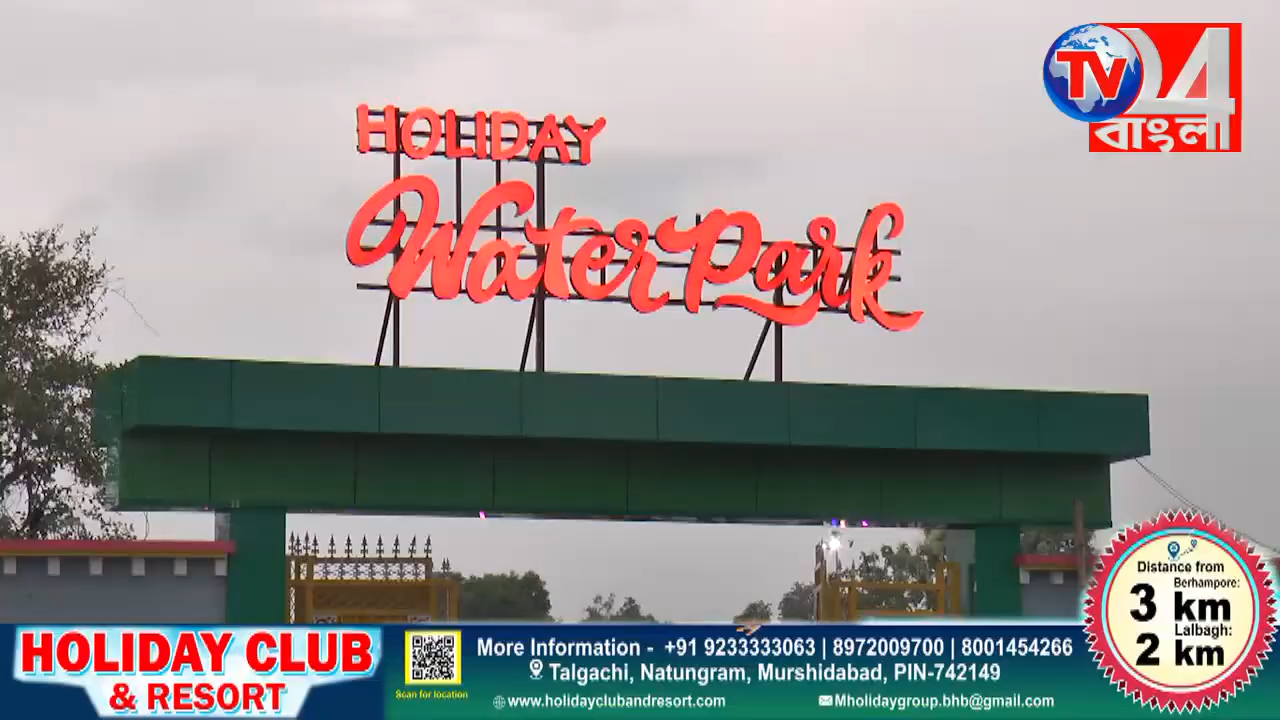 TV 24
বাংলা
HOLIDAY
Water Park
HOLIDAY CLUB
& RESORT
Scan for location
More Information - +91 9233333063 | 8972009700 | 8001454266
Talgachi, Natungram, Murshidabad, PIN-742149
www.holidayclubandresort.com
Mholidaygroup.bhb@gmail.com
Distance from
Berhampore:
3 km
Lalbagh:
2 km